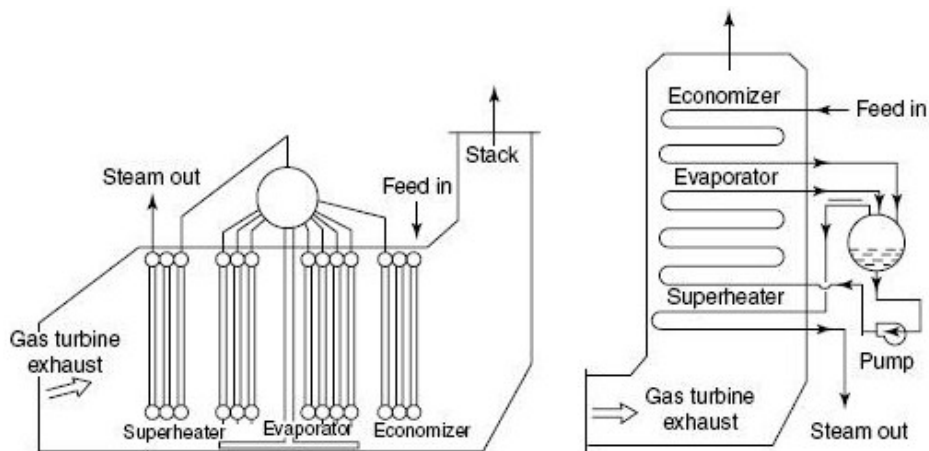 Steam out
Feed in
Stack
Gas turbine
exhaust
Superheater
Evaporator
Economizer
Economizer
Feed in
Evaporator
Superheater
Pump
Gas turbine
exhaust
Steam out